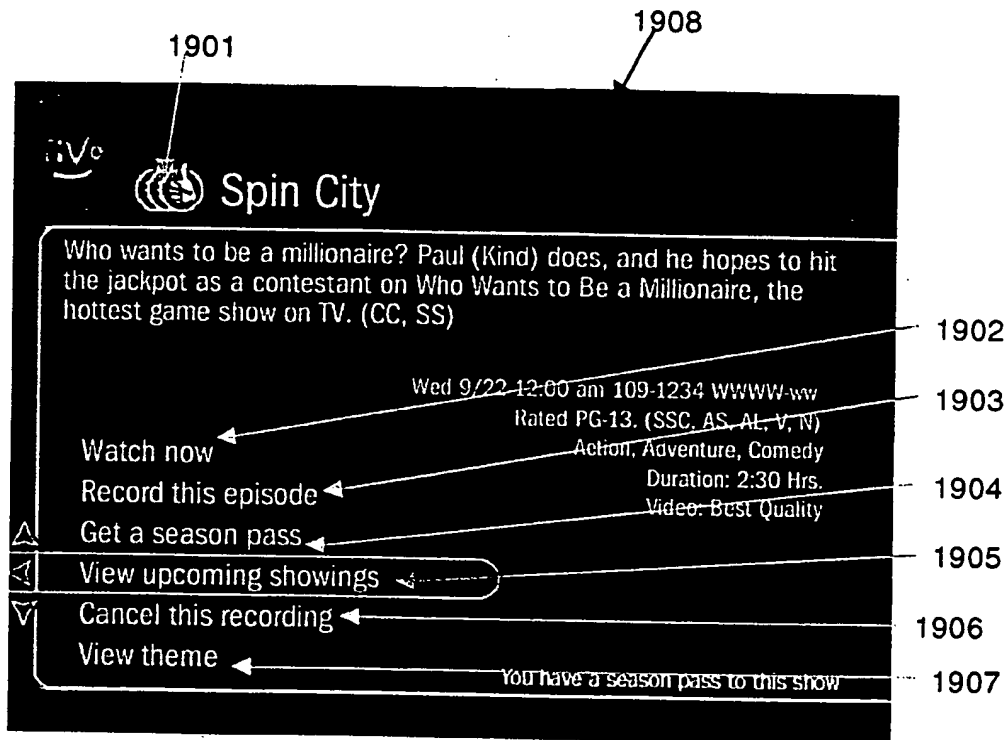 1901
1908
TiVo
Spin City
Who wants to be a millionaire? Paul (Kind) does, and he hopes to hit
the jackpot as a contestant on Who Wants to Be a Millionaire, the
hottest game show on TV. (CC, SS)
1902
Wed 9/22 12:00 am 109-1234 WWWW-ww
1903
Rated PG-13. (SSC, AS, AL, V, N)
Watch now
Action, Adventure, Comedy
Record this episode
Duration: 2:30 Hrs.
1904
Video: Best Quality
Get a season pass
1905
View upcoming showings
Cancel this recording
1906
View theme
You have a season pass to this show
1907